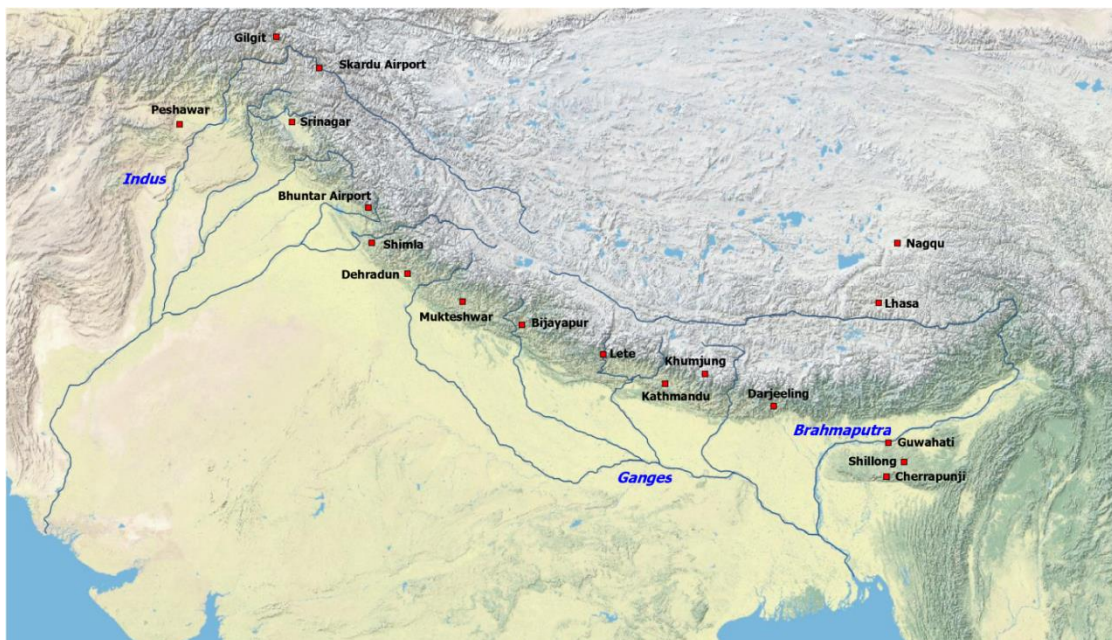 Gilgit
Skardu Airport
Peshawar
Srinagar
Indus
Bhuntar Airport
Shimla
Nagqu
Dehradun
Lhasa
Mukteshwar
Bijayapur
Lete
Khumjung
Kathmandu
Darjeeling
Brahmaputra
Guwahati
Shillong
Ganges
Cherrapunji